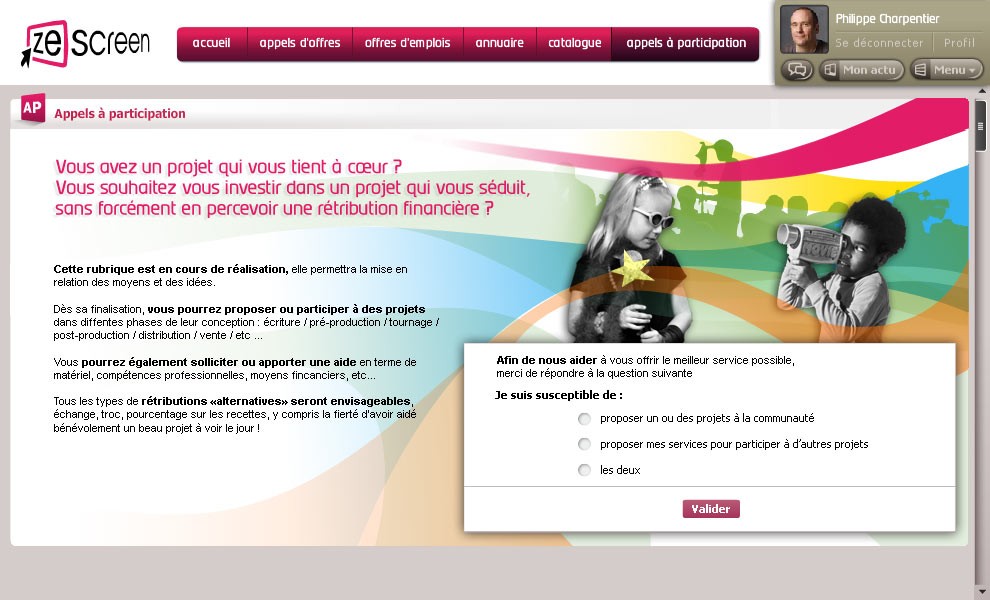 ze screen
accueil
appels d'offres
offres d'emplois
annuaire
catalogue
appels à participation
Philippe Charpentier
Se déconnecter
Profil
Mon actu
Menu
AP
Appels à participation
Vous avez un projet qui vous tient à cœur ?
Vous souhaitez vous investir dans un projet qui vous séduit,
sans forcément en percevoir une rétribution financière ?
Cette rubrique est en cours de réalisation, elle permettra la mise en
relation des moyens et des idées.
Dès sa finalisation, vous pourrez proposer ou participer à des projets
dans diffentes phases de leur conception : écriture / pré-production / tournage /
post-production / distribution / vente / etc ...
Vous pourrez également solliciter ou apporter une aide en terme de
matériel, compétences professionnelles, moyens fincanciers, etc...
Tous les types de rétributions «alternatives» seront envisageables,
échange, troc, pourcentage sur les recettes, y compris la fierté d'avoir aidé
bénévolement un beau projet à voir le jour !
Afin de nous aider à vous offrir le meilleur service possible,
merci de répondre à la question suivante
Je suis susceptible de :
proposer un ou des projets à la communauté
proposer mes services pour participer à d'autres projets
les deux
Valider